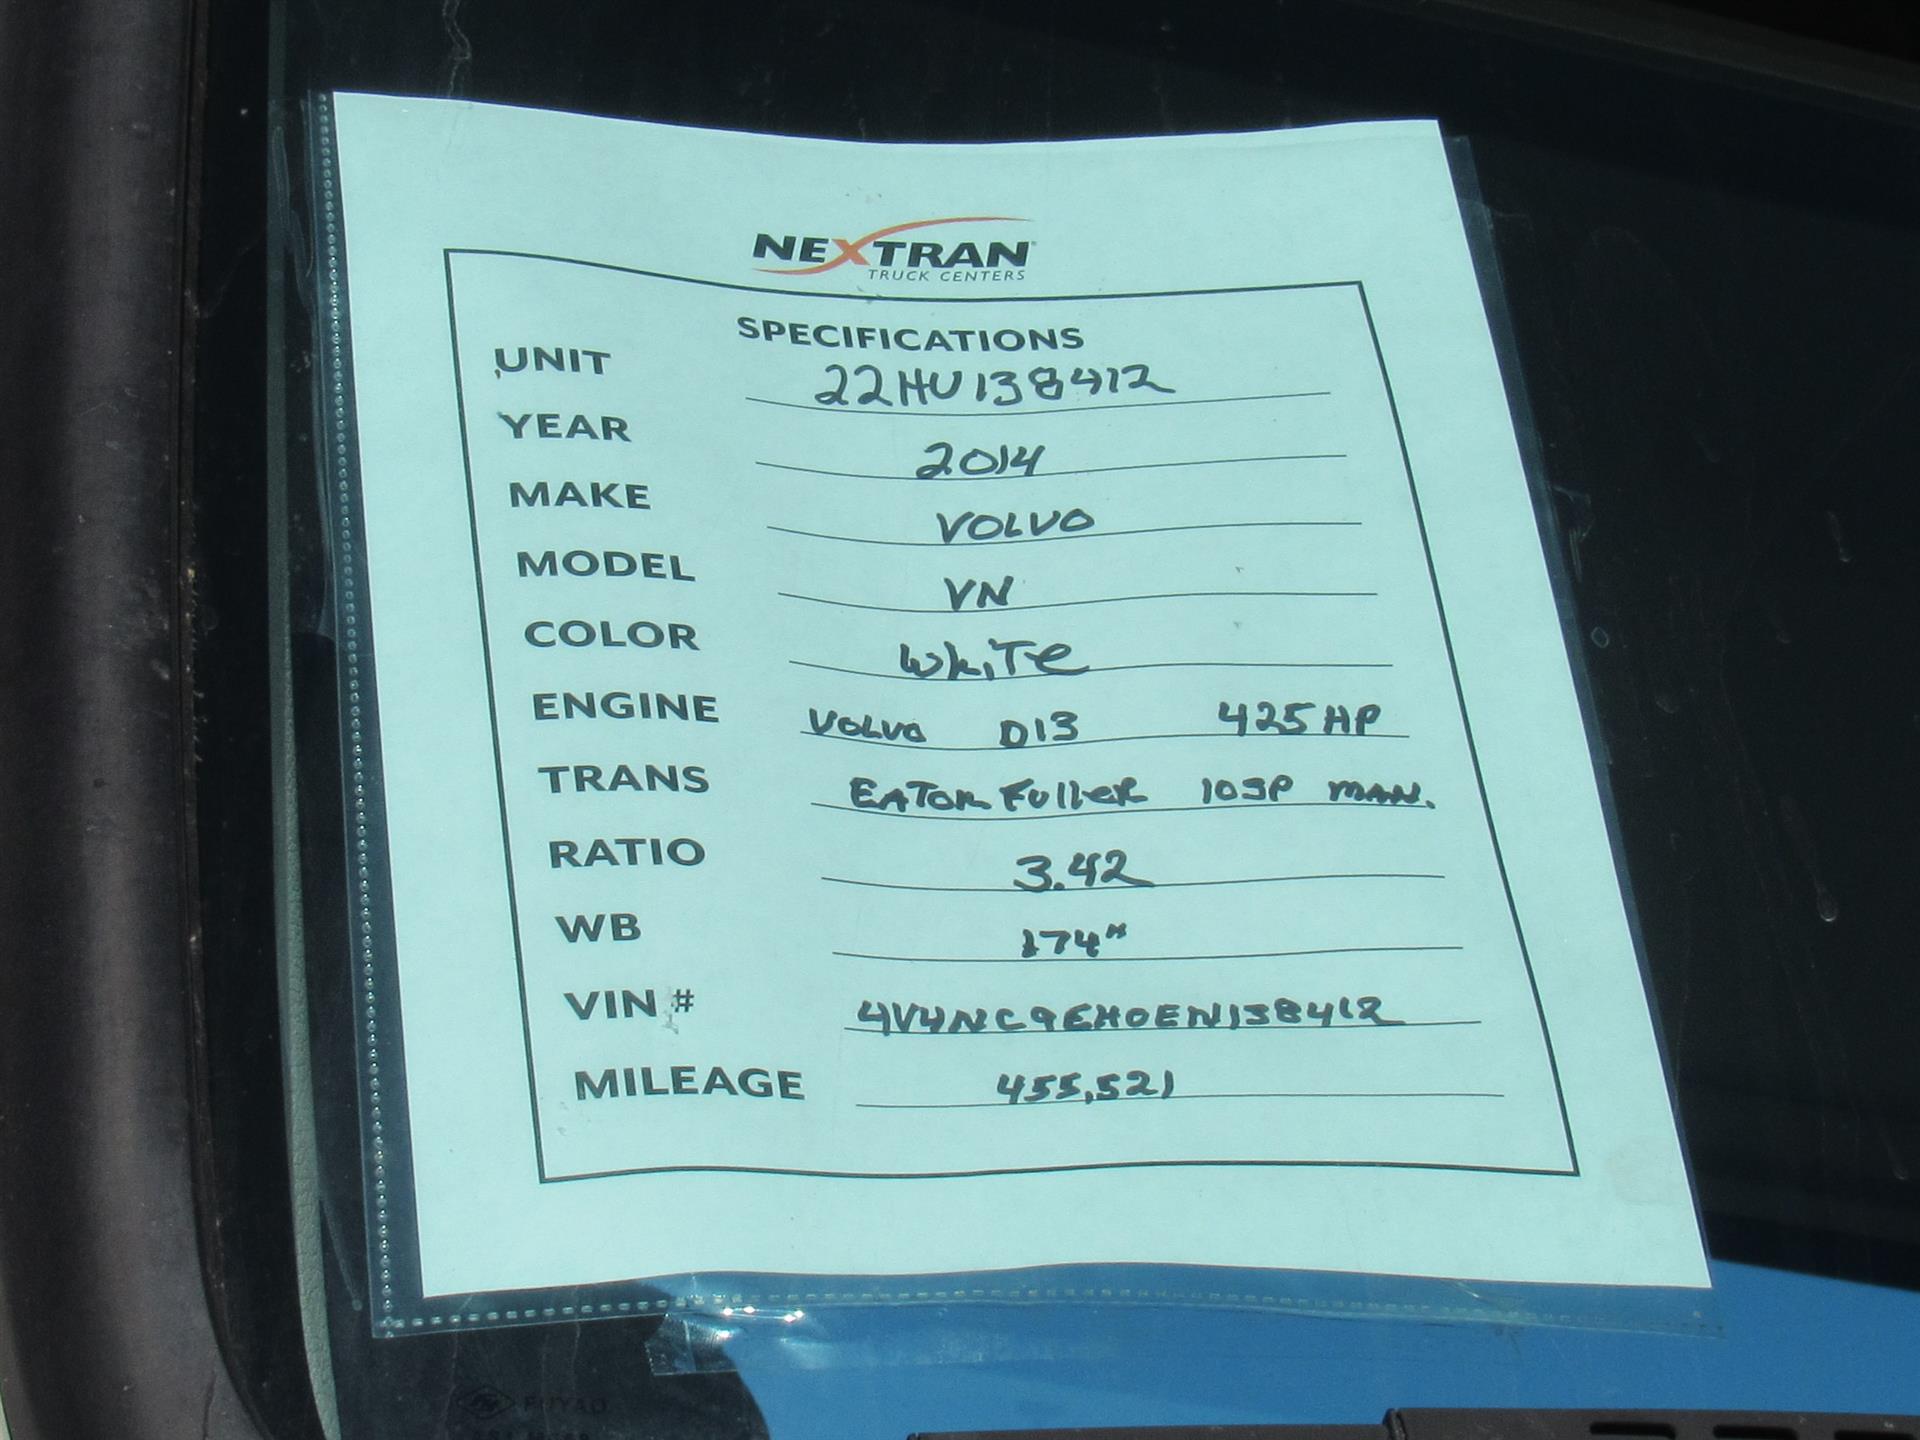 NEXTRAN
TRUCK CENTERS
SPECIFICATIONS
UNIT 22HU138412
YEAR 2014
MAKE VOLVO
MODEL VN
COLOR WhiTe
ENGINE VOLVO D13 425HP
TRANS EATON FULLER 10SP MAN.
RATIO 3.42
WB 174"
VIN # 4V4NC9EH0EN138412
MILEAGE 455,521
FUYAO